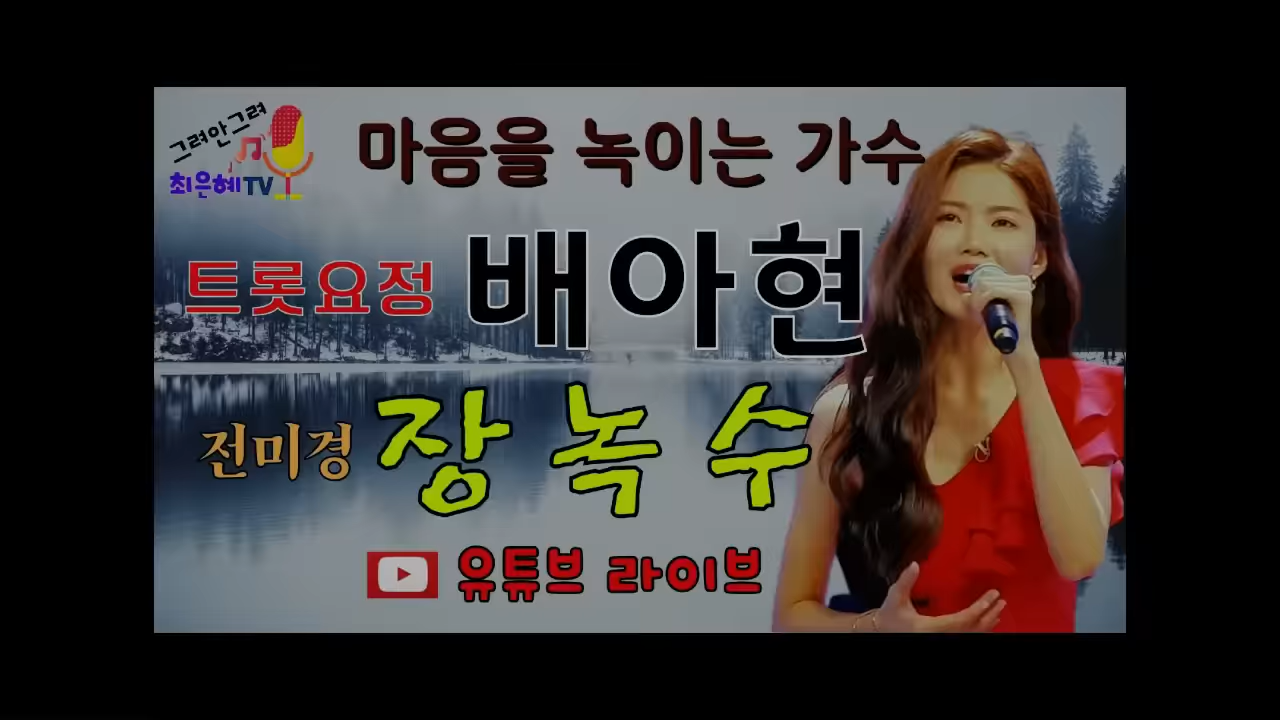 그려안그려
최은혜TV
마음을 녹이는 가수
트롯요정 배아현
전미경 장녹수
유튜브 라이브